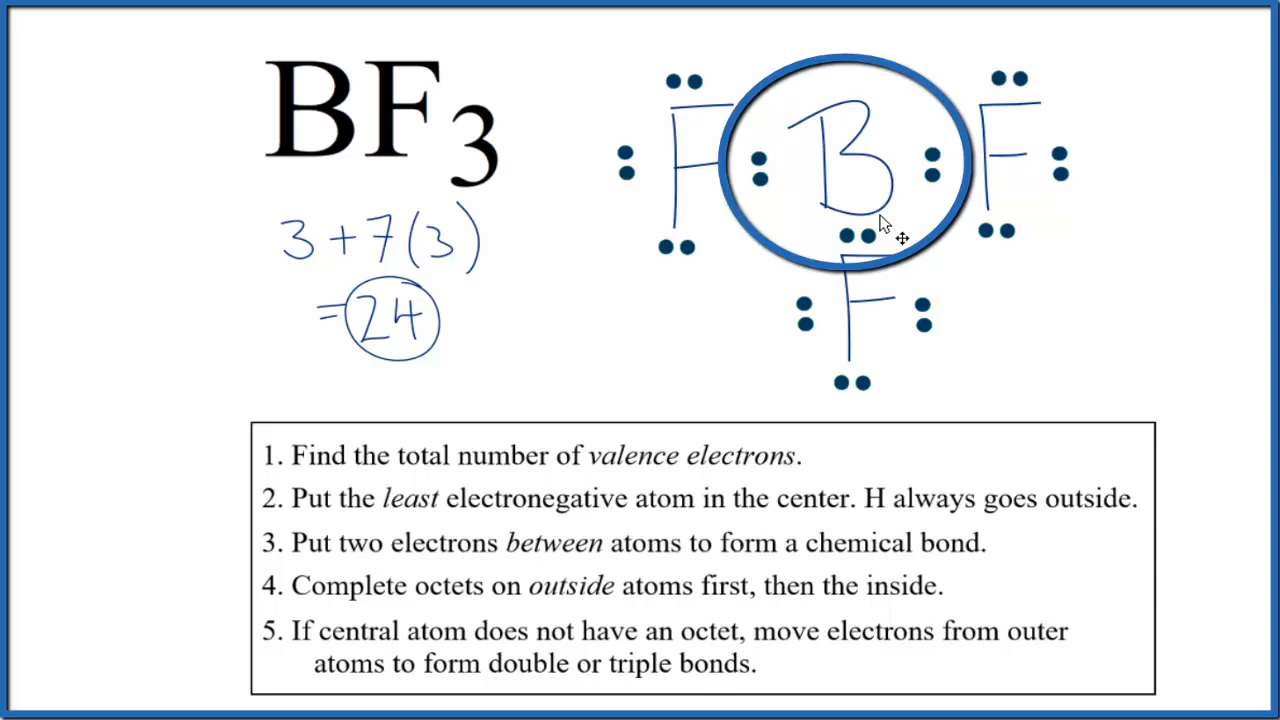 BF₃
3+7(3)
=24
F B F
F
1. Find the total number of valence electrons.
2. Put the least electronegative atom in the center. H always goes outside.
3. Put two electrons between atoms to form a chemical bond.
4. Complete octets on outside atoms first, then the inside.
5. If central atom does not have an octet, move electrons from outer
atoms to form double or triple bonds.